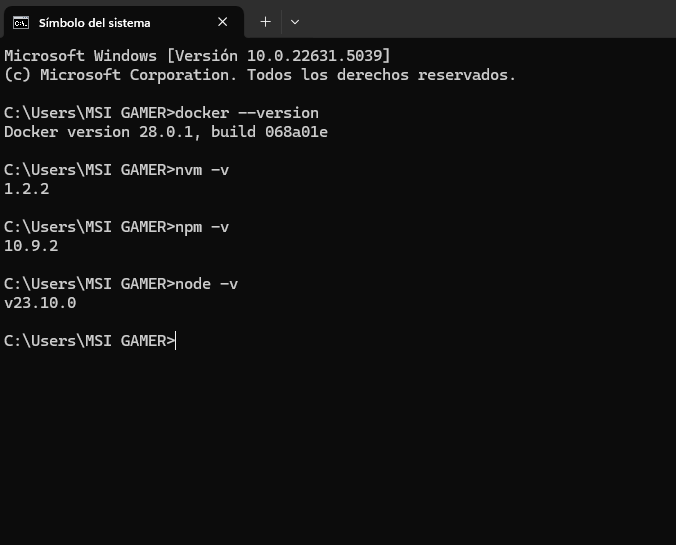 Símbolo del sistema
Microsoft Windows [Versión 10.0.22631.5039]
(c) Microsoft Corporation. Todos los derechos reservados.
C:\Users\MSI GAMER>docker --version
Docker version 28.0.1, build 068a01e
C:\Users\MSI GAMER>nvm -v
1.2.2
C:\Users\MSI GAMER>npm -v
10.9.2
C:\Users\MSI GAMER>node -v
v23.10.0
C:\Users\MSI GAMER>